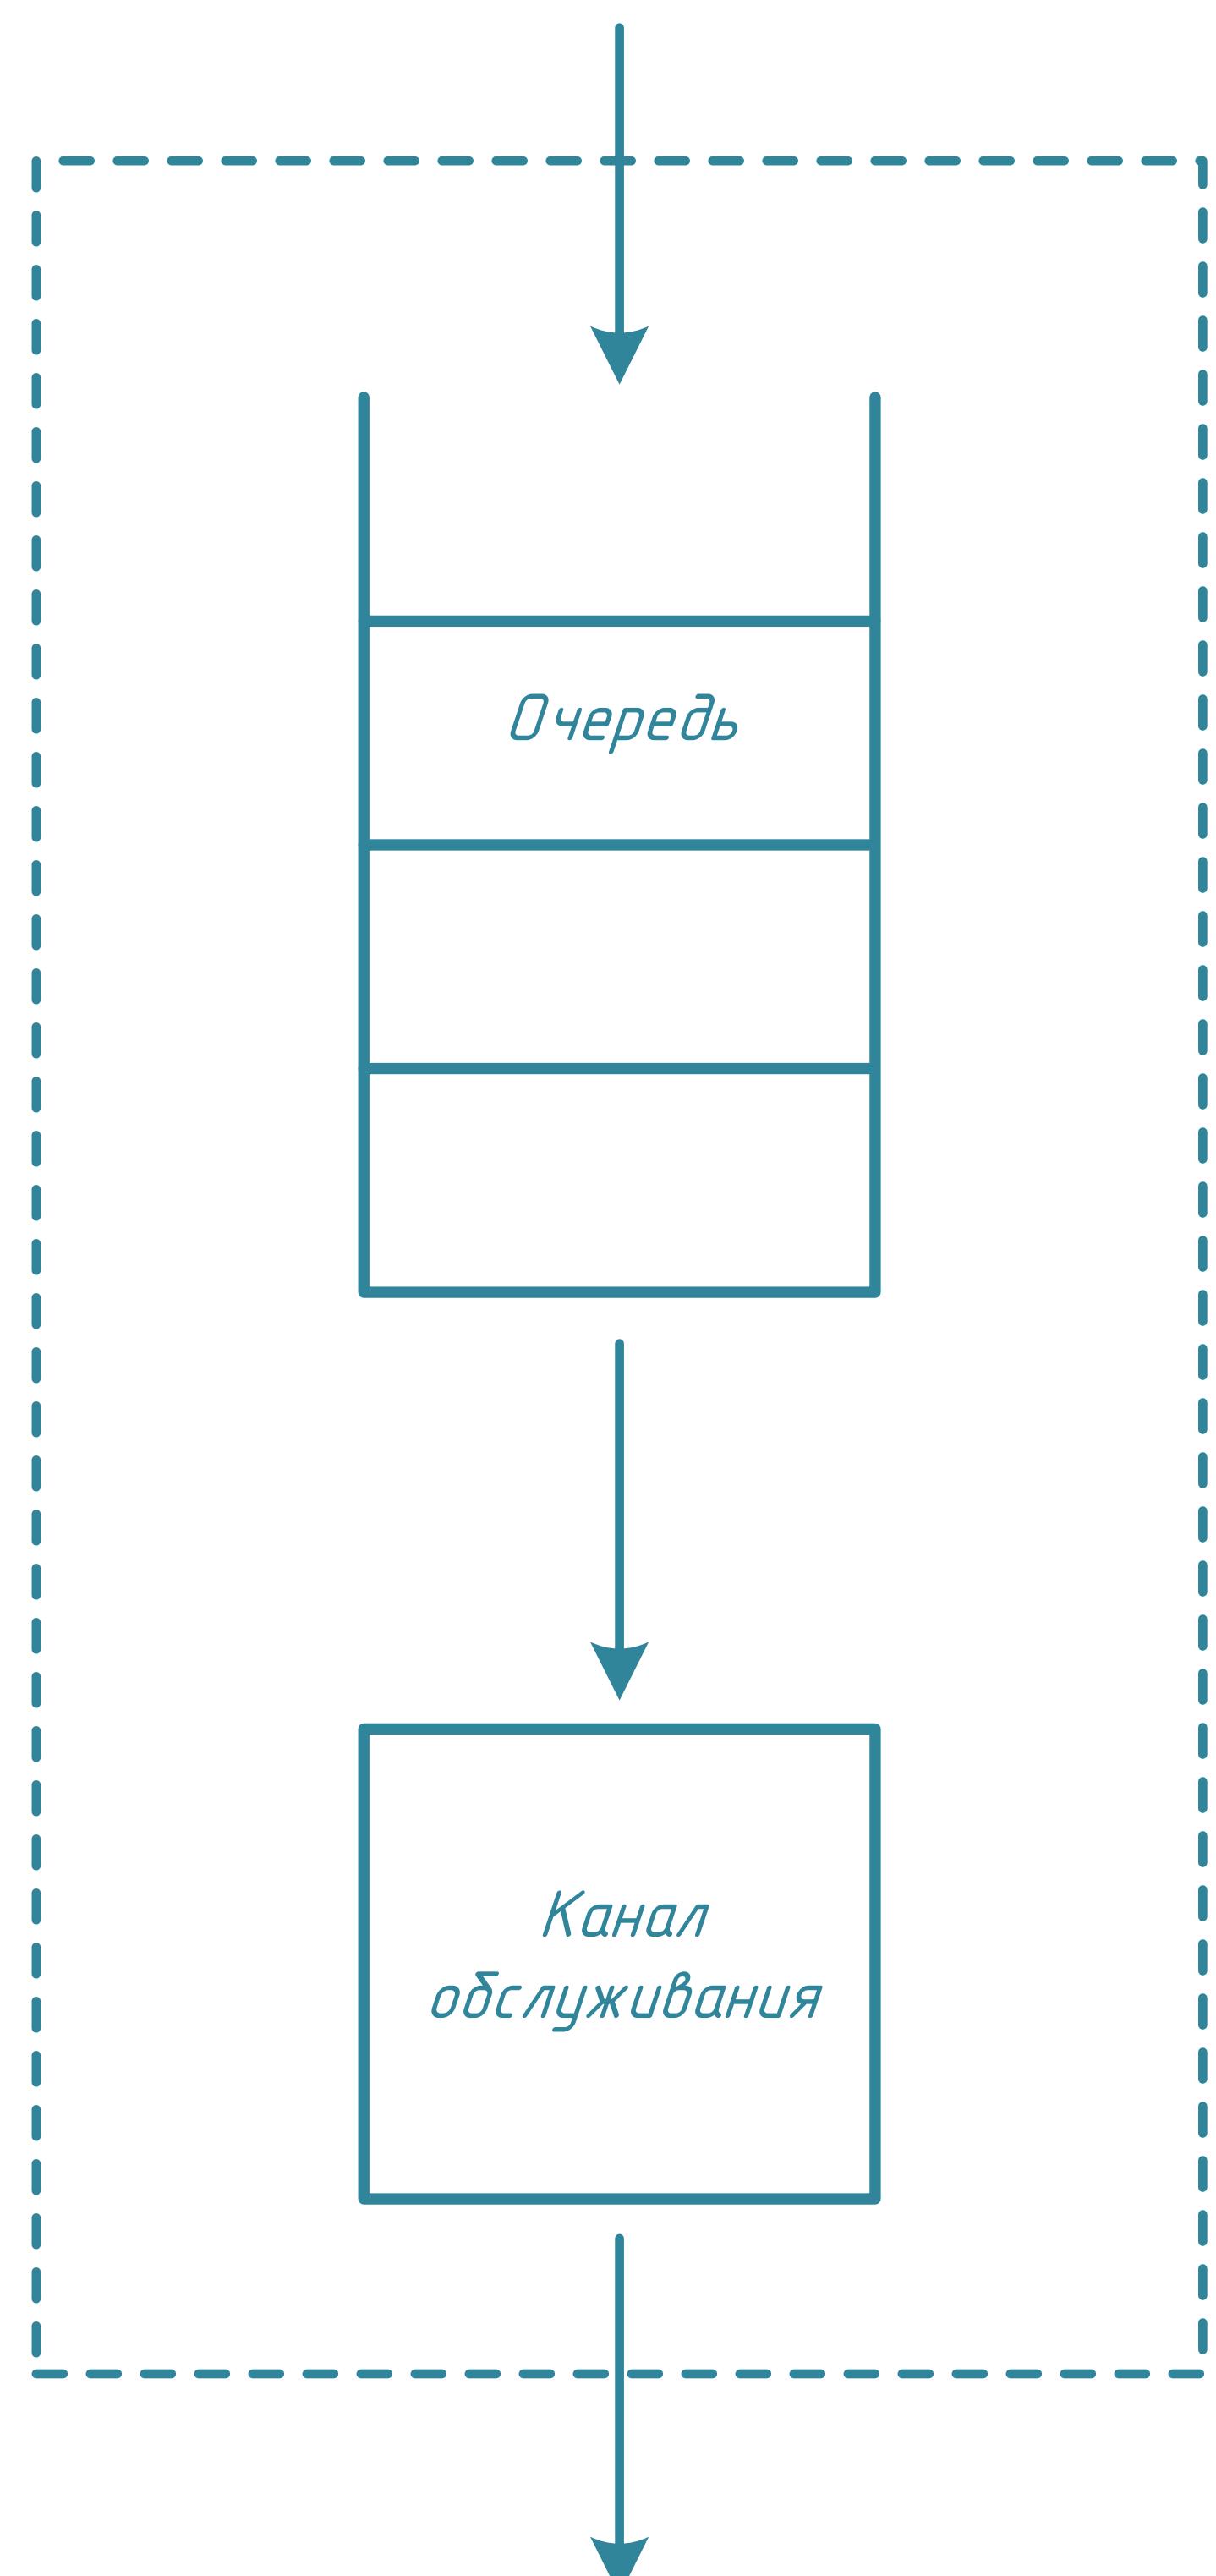 Очередь
Канал
обслуживания